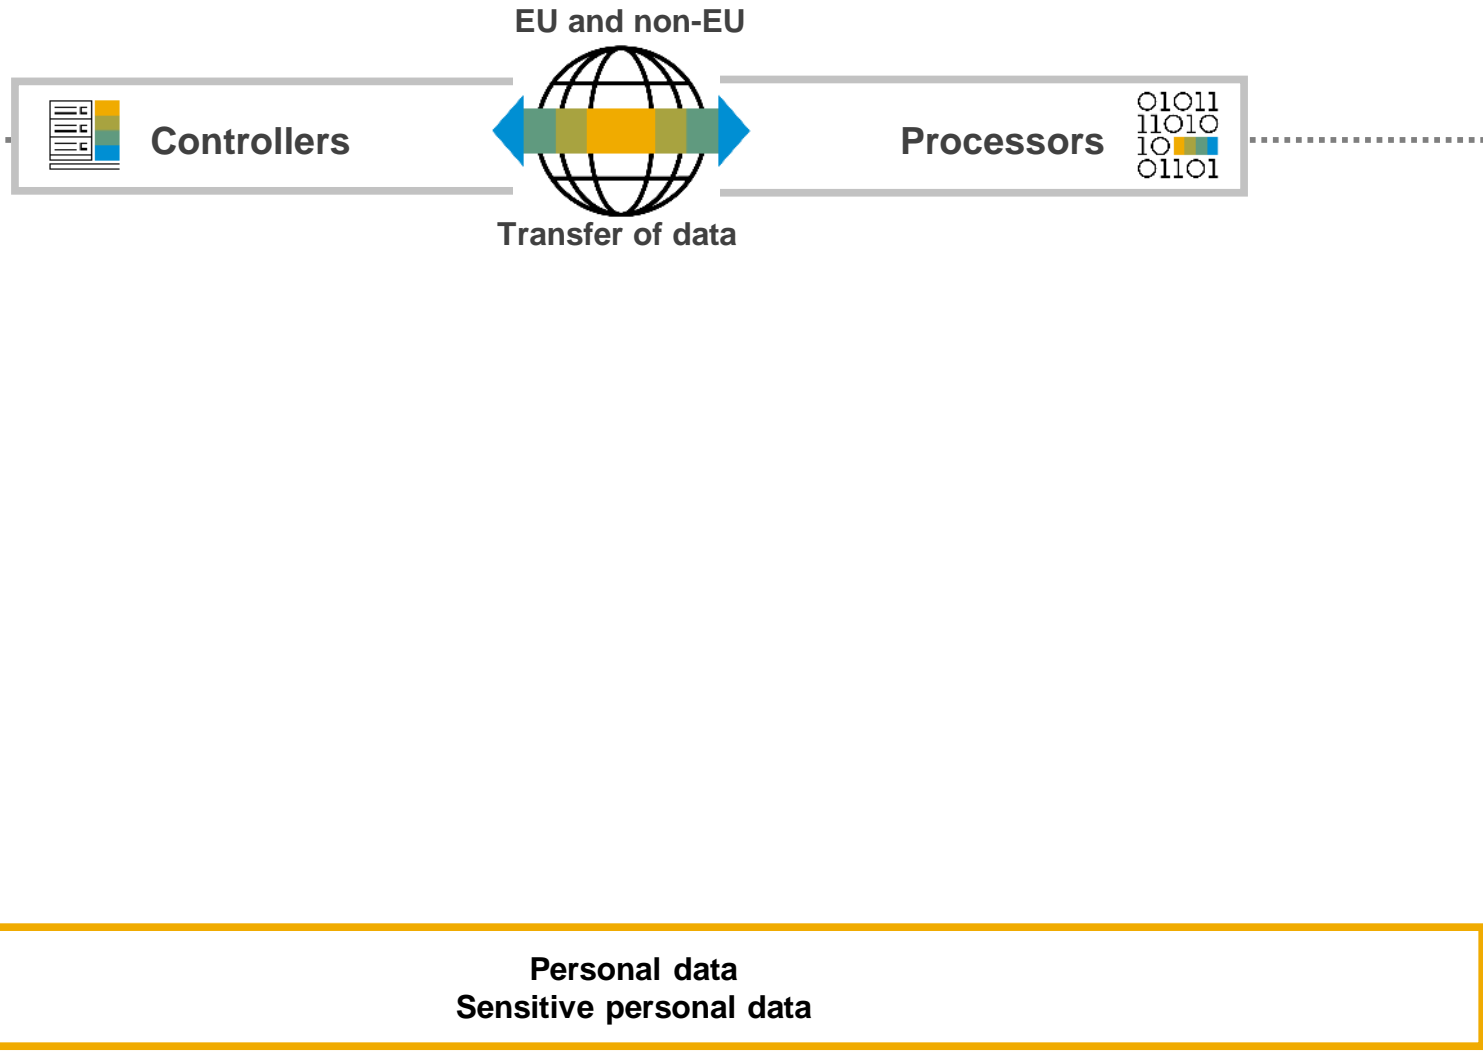 EU and non-EU
Controllers
Processors
01011
11010
10
01101
Transfer of data
Personal data
Sensitive personal data